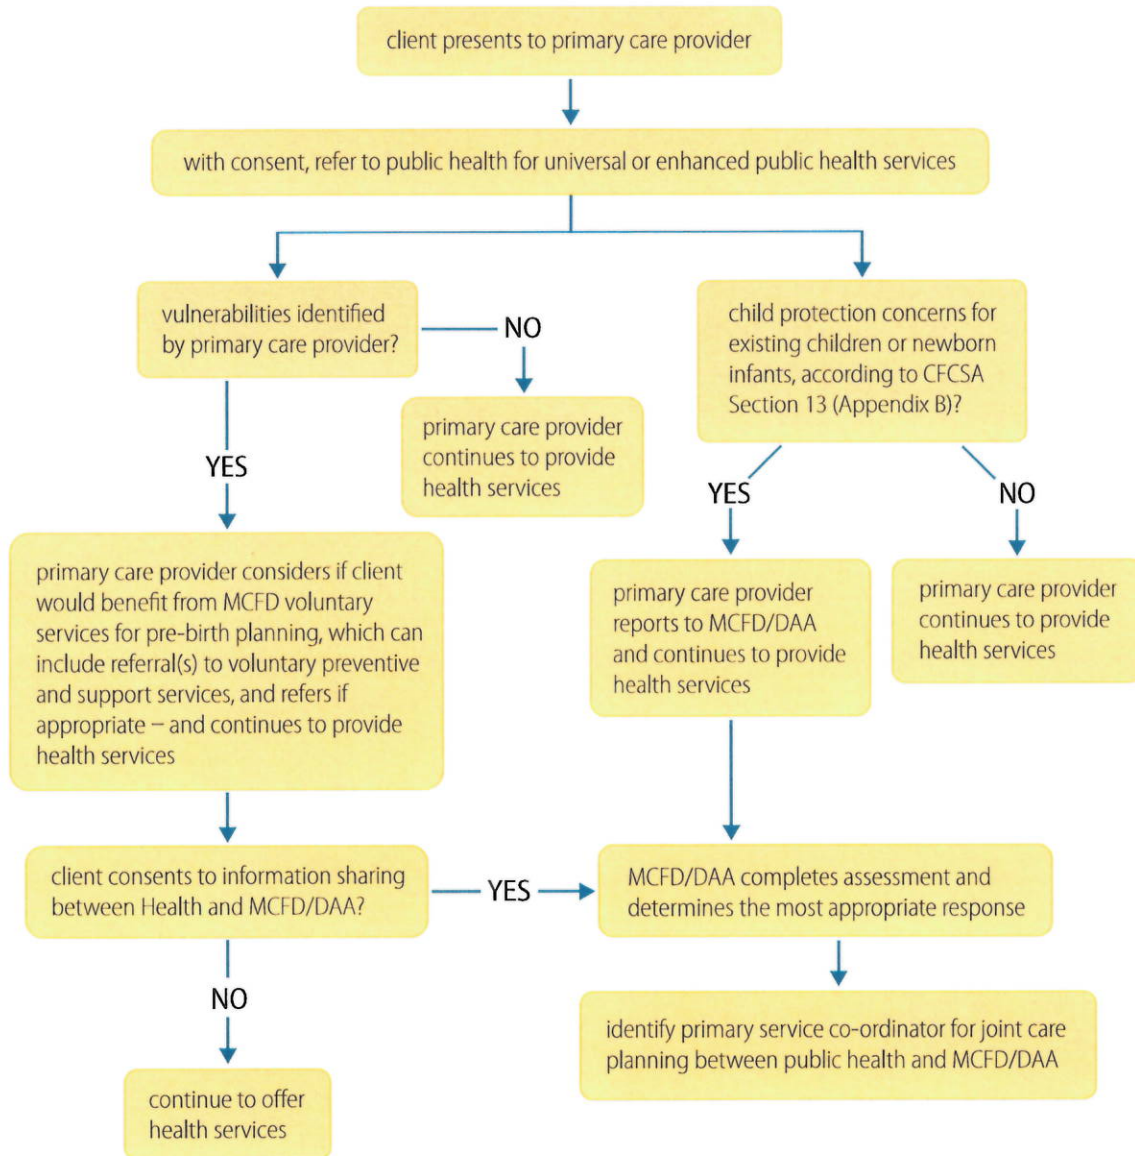 client presents to primary care provider
with consent, refer to public health for universal or enhanced public health services
vulnerabilities identified
by primary care provider?
NO
primary care provider
continues to provide
health services
YES
child protection concerns for
existing children or newborn
infants, according to CFCSA
Section 13 (Appendix B)?
YES
NO
primary care provider considers if client
would benefit from MCFD voluntary
services for pre-birth planning, which can
include referral(s) to voluntary preventive
and support services, and refers if
appropriate – and continues to provide
health services
primary care provider
reports to MCFD/DAA
and continues to provide
health services
primary care provider
continues to provide
health services
client consents to information sharing
between Health and MCFD/DAA?
YES
MCFD/DAA completes assessment and
determines the most appropriate response
NO
identify primary service co-ordinator for joint care
planning between public health and MCFD/DAA
continue to offer
health services